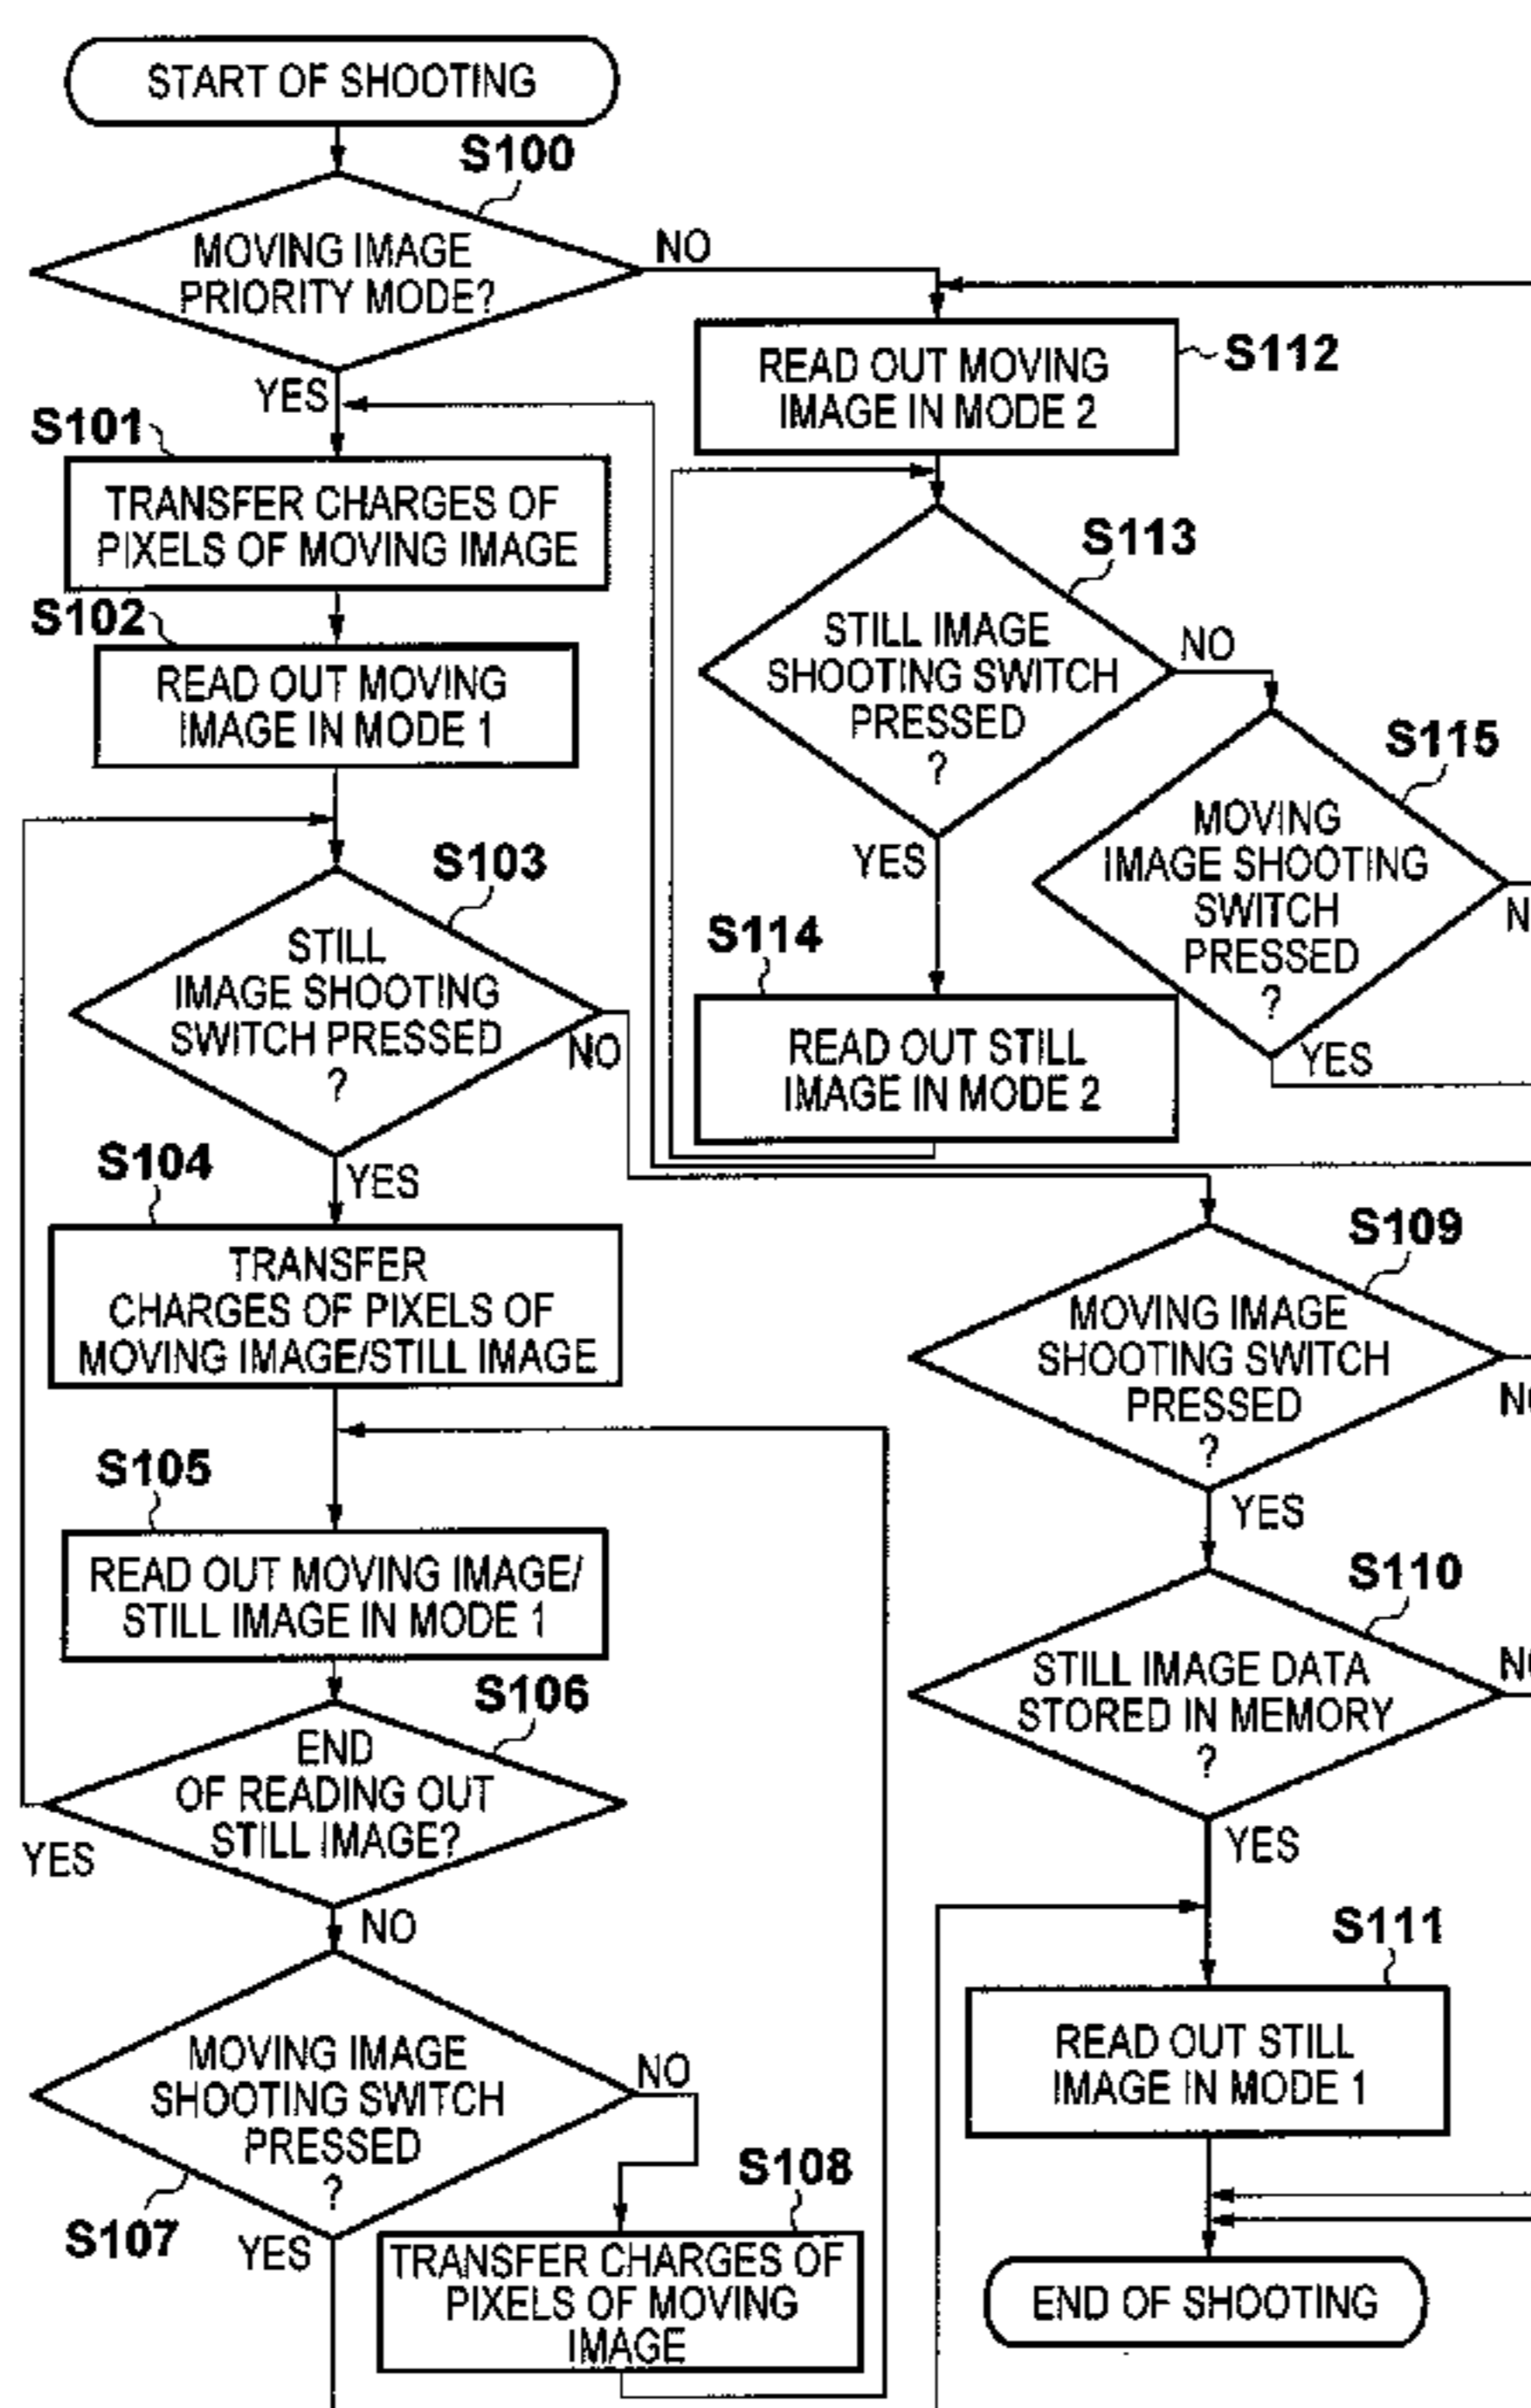 START OF SHOOTING
S100
MOVING IMAGE
PRIORITY MODE?
NO
YES
S101
TRANSFER CHARGES OF
PIXELS OF MOVING IMAGE
S102
READ OUT MOVING
IMAGE IN MODE 1
S103
STILL
IMAGE SHOOTING
SWITCH PRESSED
?
NO
YES
S104
TRANSFER
CHARGES OF PIXELS OF
MOVING IMAGE/STILL IMAGE
S105
READ OUT MOVING IMAGE/
STILL IMAGE IN MODE 1
S106
END
OF READING OUT
STILL IMAGE?
YES
NO
MOVING IMAGE
SHOOTING SWITCH
PRESSED
?
NO
S107
YES
S108
TRANSFER CHARGES OF
PIXELS OF MOVING
IMAGE
S112
READ OUT MOVING
IMAGE IN MODE 2
S113
STILL IMAGE
SHOOTING SWITCH
PRESSED
?
NO
YES
S114
READ OUT STILL
IMAGE IN MODE 2
S115
MOVING
IMAGE SHOOTING
SWITCH
PRESSED
?
N
YES
S109
MOVING IMAGE
SHOOTING SWITCH
PRESSED
?
NO
YES
S110
STILL IMAGE DATA
STORED IN MEMORY
?
NO
YES
S111
READ OUT STILL
IMAGE IN MODE 1
END OF SHOOTING